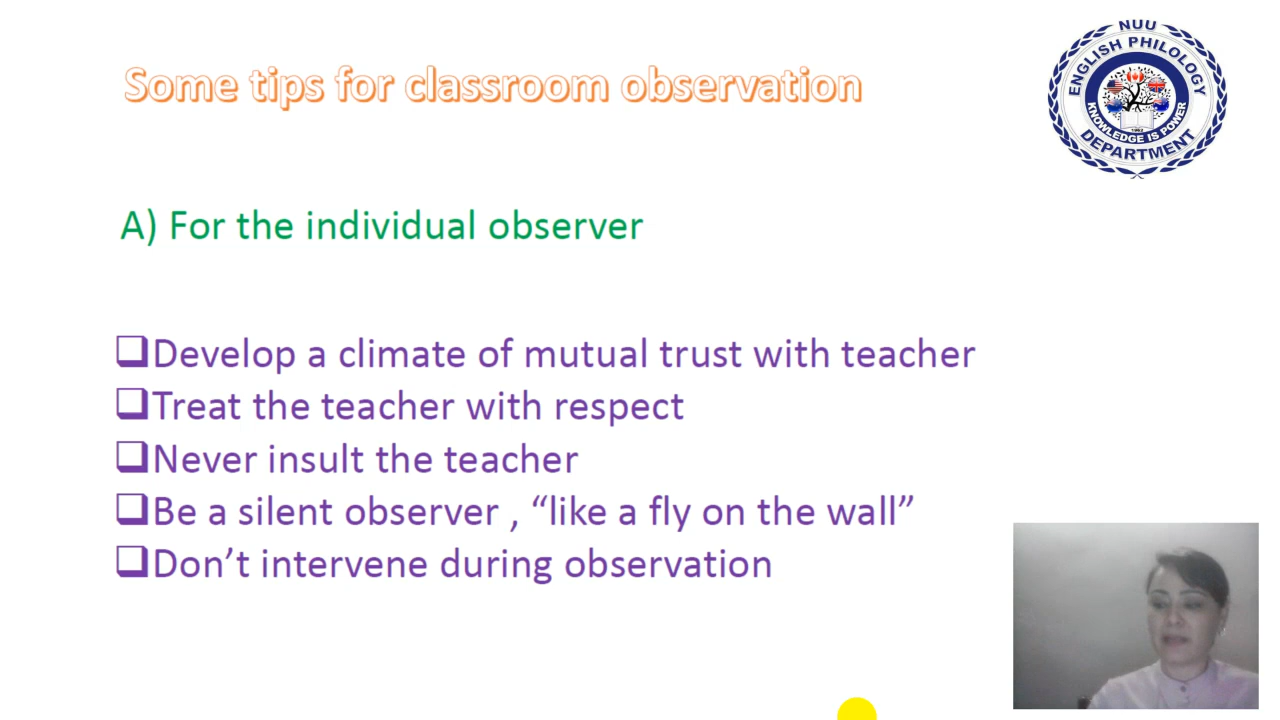 Some tips for classroom observation
NUU
ENGLISH PHILOLOGY
KNOWLEDGE IS POWER
1962
DEPARTMENT
A) For the individual observer
❑Develop a climate of mutual trust with teacher
❑Treat the teacher with respect
❑Never insult the teacher
❑Be a silent observer , “like a fly on the wall”
❑Don’t intervene during observation